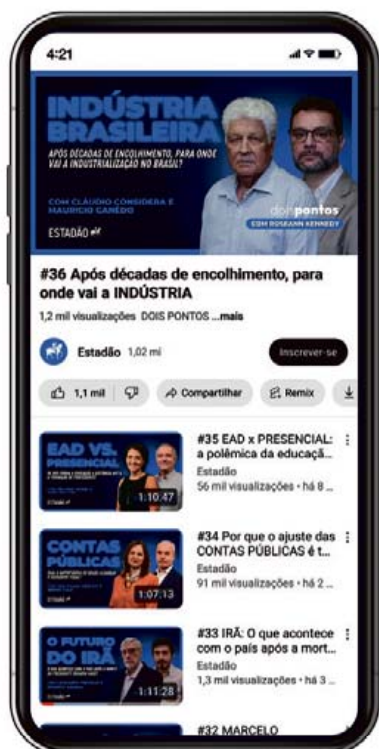 4:21
INDÚSTRIA
BRASILEIRA
APÓS DÉCADAS DE ENCOLHIMENTO, PARA ONDE
VAI A INDUSTRIALIZAÇÃO NO BRASIL?
COM CLÁUDIO CONSIDERA E
MAURICIO CANÊDO
ESTADÃO
dois pontos
COM ROSEANN KENNEDY
#36 Após décadas de encolhimento, para
onde vai a INDÚSTRIA
1,2 mil visualizações DOIS PONTOS ...mais
Estadão 1,02 mi
Inscrever-se
1,1 mil
Compartilhar
Remix
EAD VS.
PRESENCIAL
1:10:47
#35 EAD x PRESENCIAL:
a polêmica da educaçã...
Estadão
56 mil visualizações • há 8 ...
CONTAS
PÚBLICAS
1:07:13
#34 Por que o ajuste das
CONTAS PÚBLICAS é t...
Estadão
91 mil visualizações • há 2 ...
O FUTURO
DO IRÃ
1:11:28
#33 IRÃ: O que acontece
com o país após a mort...
Estadão
1,3 mil visualizações • há 3 ...
#32 MARCELO